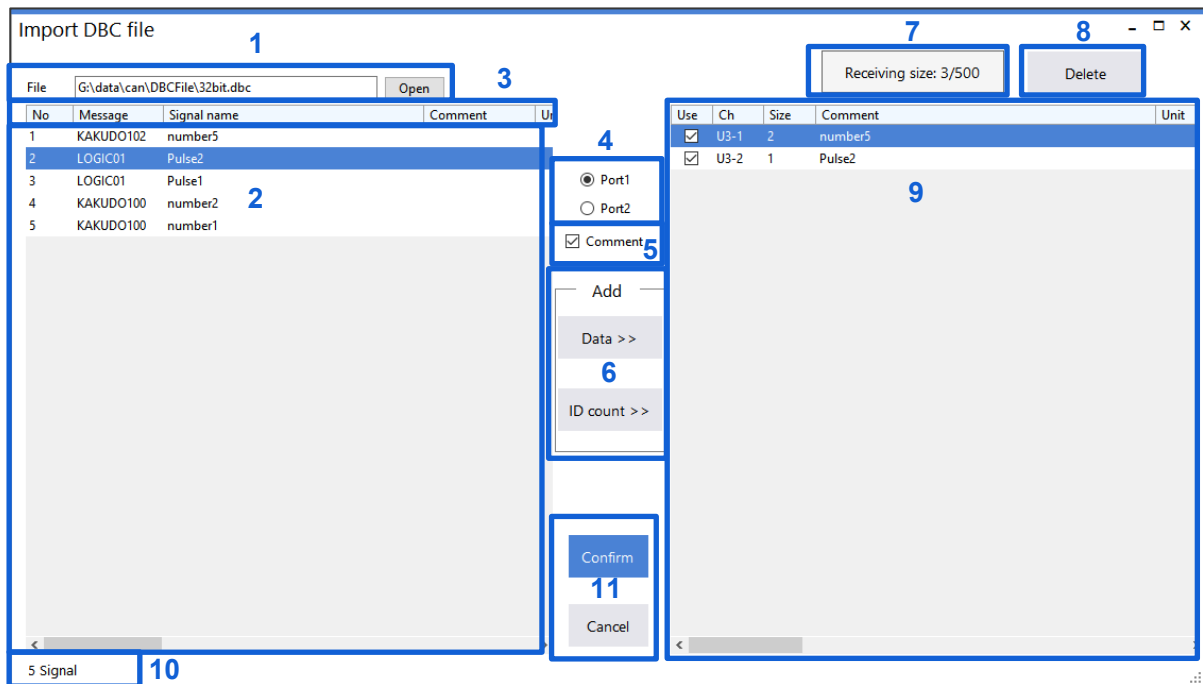 Import DBC file
1
7
8
File G:\data\can\DBCFile\32bit.dbc Open
3
Receiving size: 3/500
Delete
No Message Signal name Comment
1 KAKUDO102 number5
2 LOGIC01 Pulse2
3 LOGIC01 Pulse1
4 KAKUDO100 number2
5 KAKUDO100 number1
2
4
Port1
Port2
Comment
5
Add
Data >>
6
ID count >>
Confirm
11
Cancel
Use Ch Size Comment Unit
U3-1 2 number5
U3-2 1 Pulse2
9
5 Signal
10